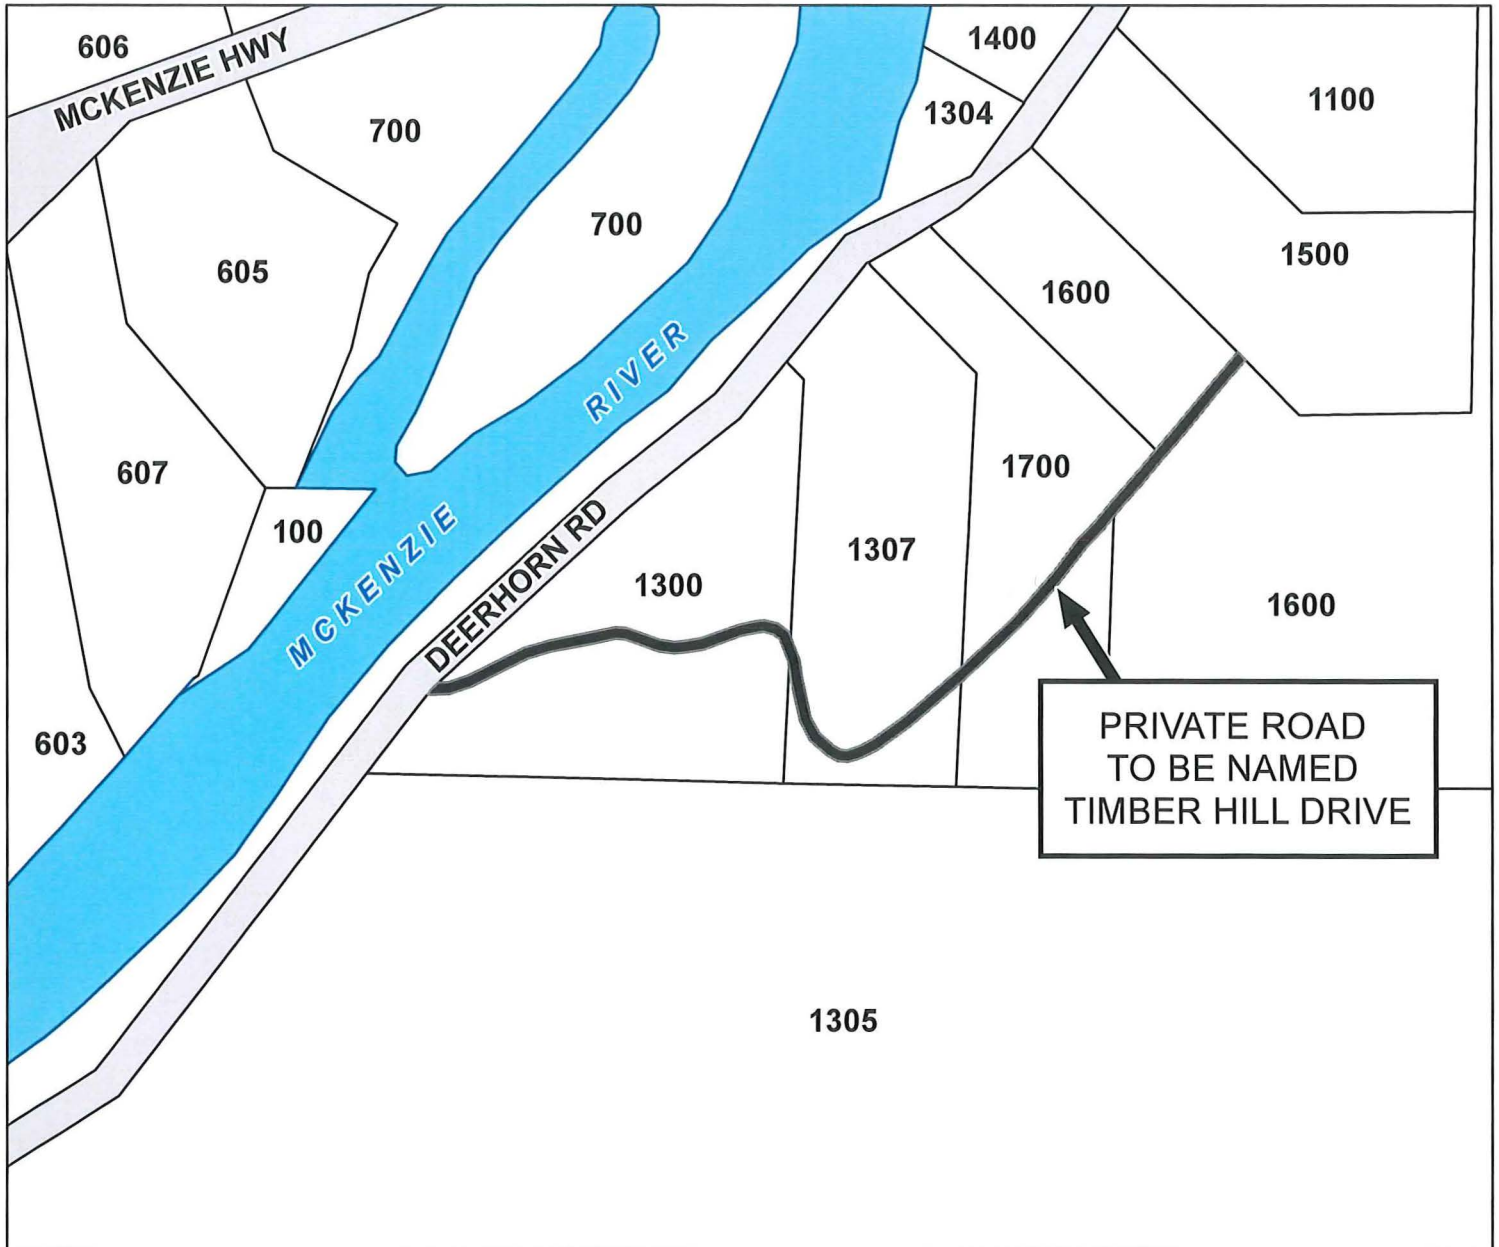 606
MCKENZIE HWY
1400
1304
1100
700
700
605
1500
1600
RIVER
607
100
1700
MCKENZIE
DEERHORN RD
1307
1300
1600
603
PRIVATE ROAD
TO BE NAMED
TIMBER HILL DRIVE
1305